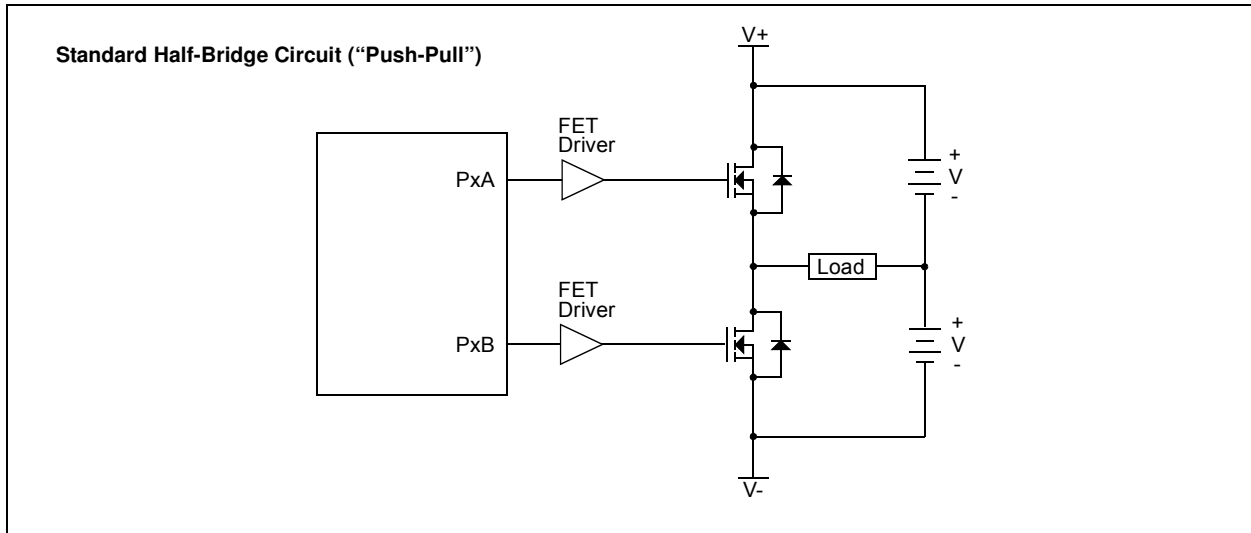 Standard Half-Bridge Circuit (“Push-Pull”)
V+
FET
Driver
PxA
+
V
-
Load
FET
Driver
PxB
+
V
-
V-